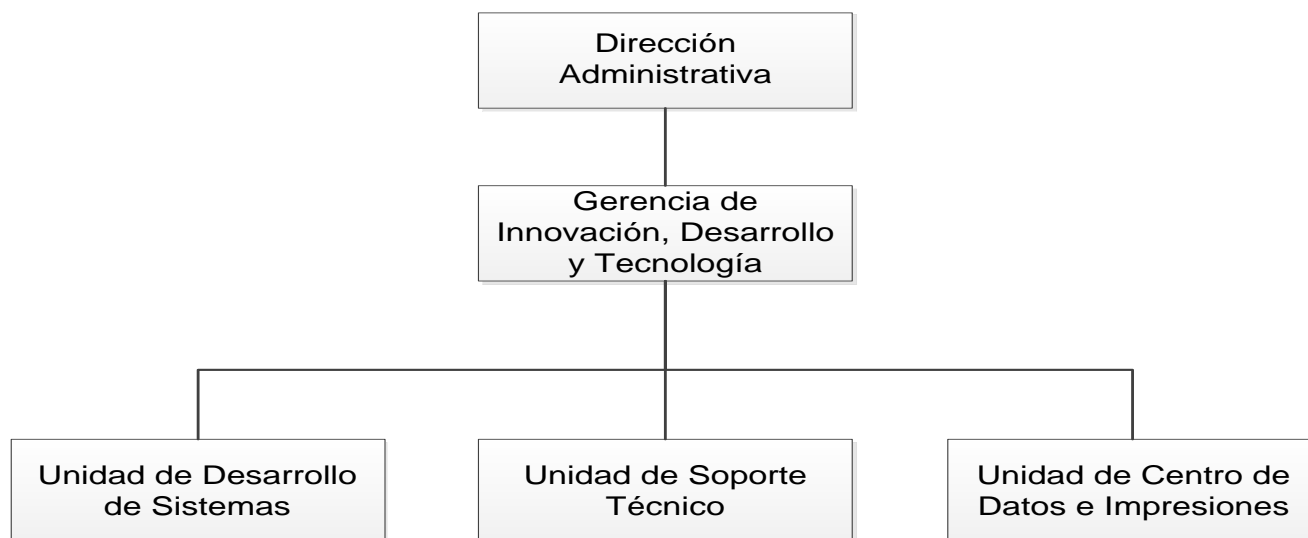 Dirección
Administrativa
Gerencia de
Innovación, Desarrollo
y Tecnología
Unidad de Desarrollo
de Sistemas
Unidad de Soporte
Técnico
Unidad de Centro de
Datos e Impresiones